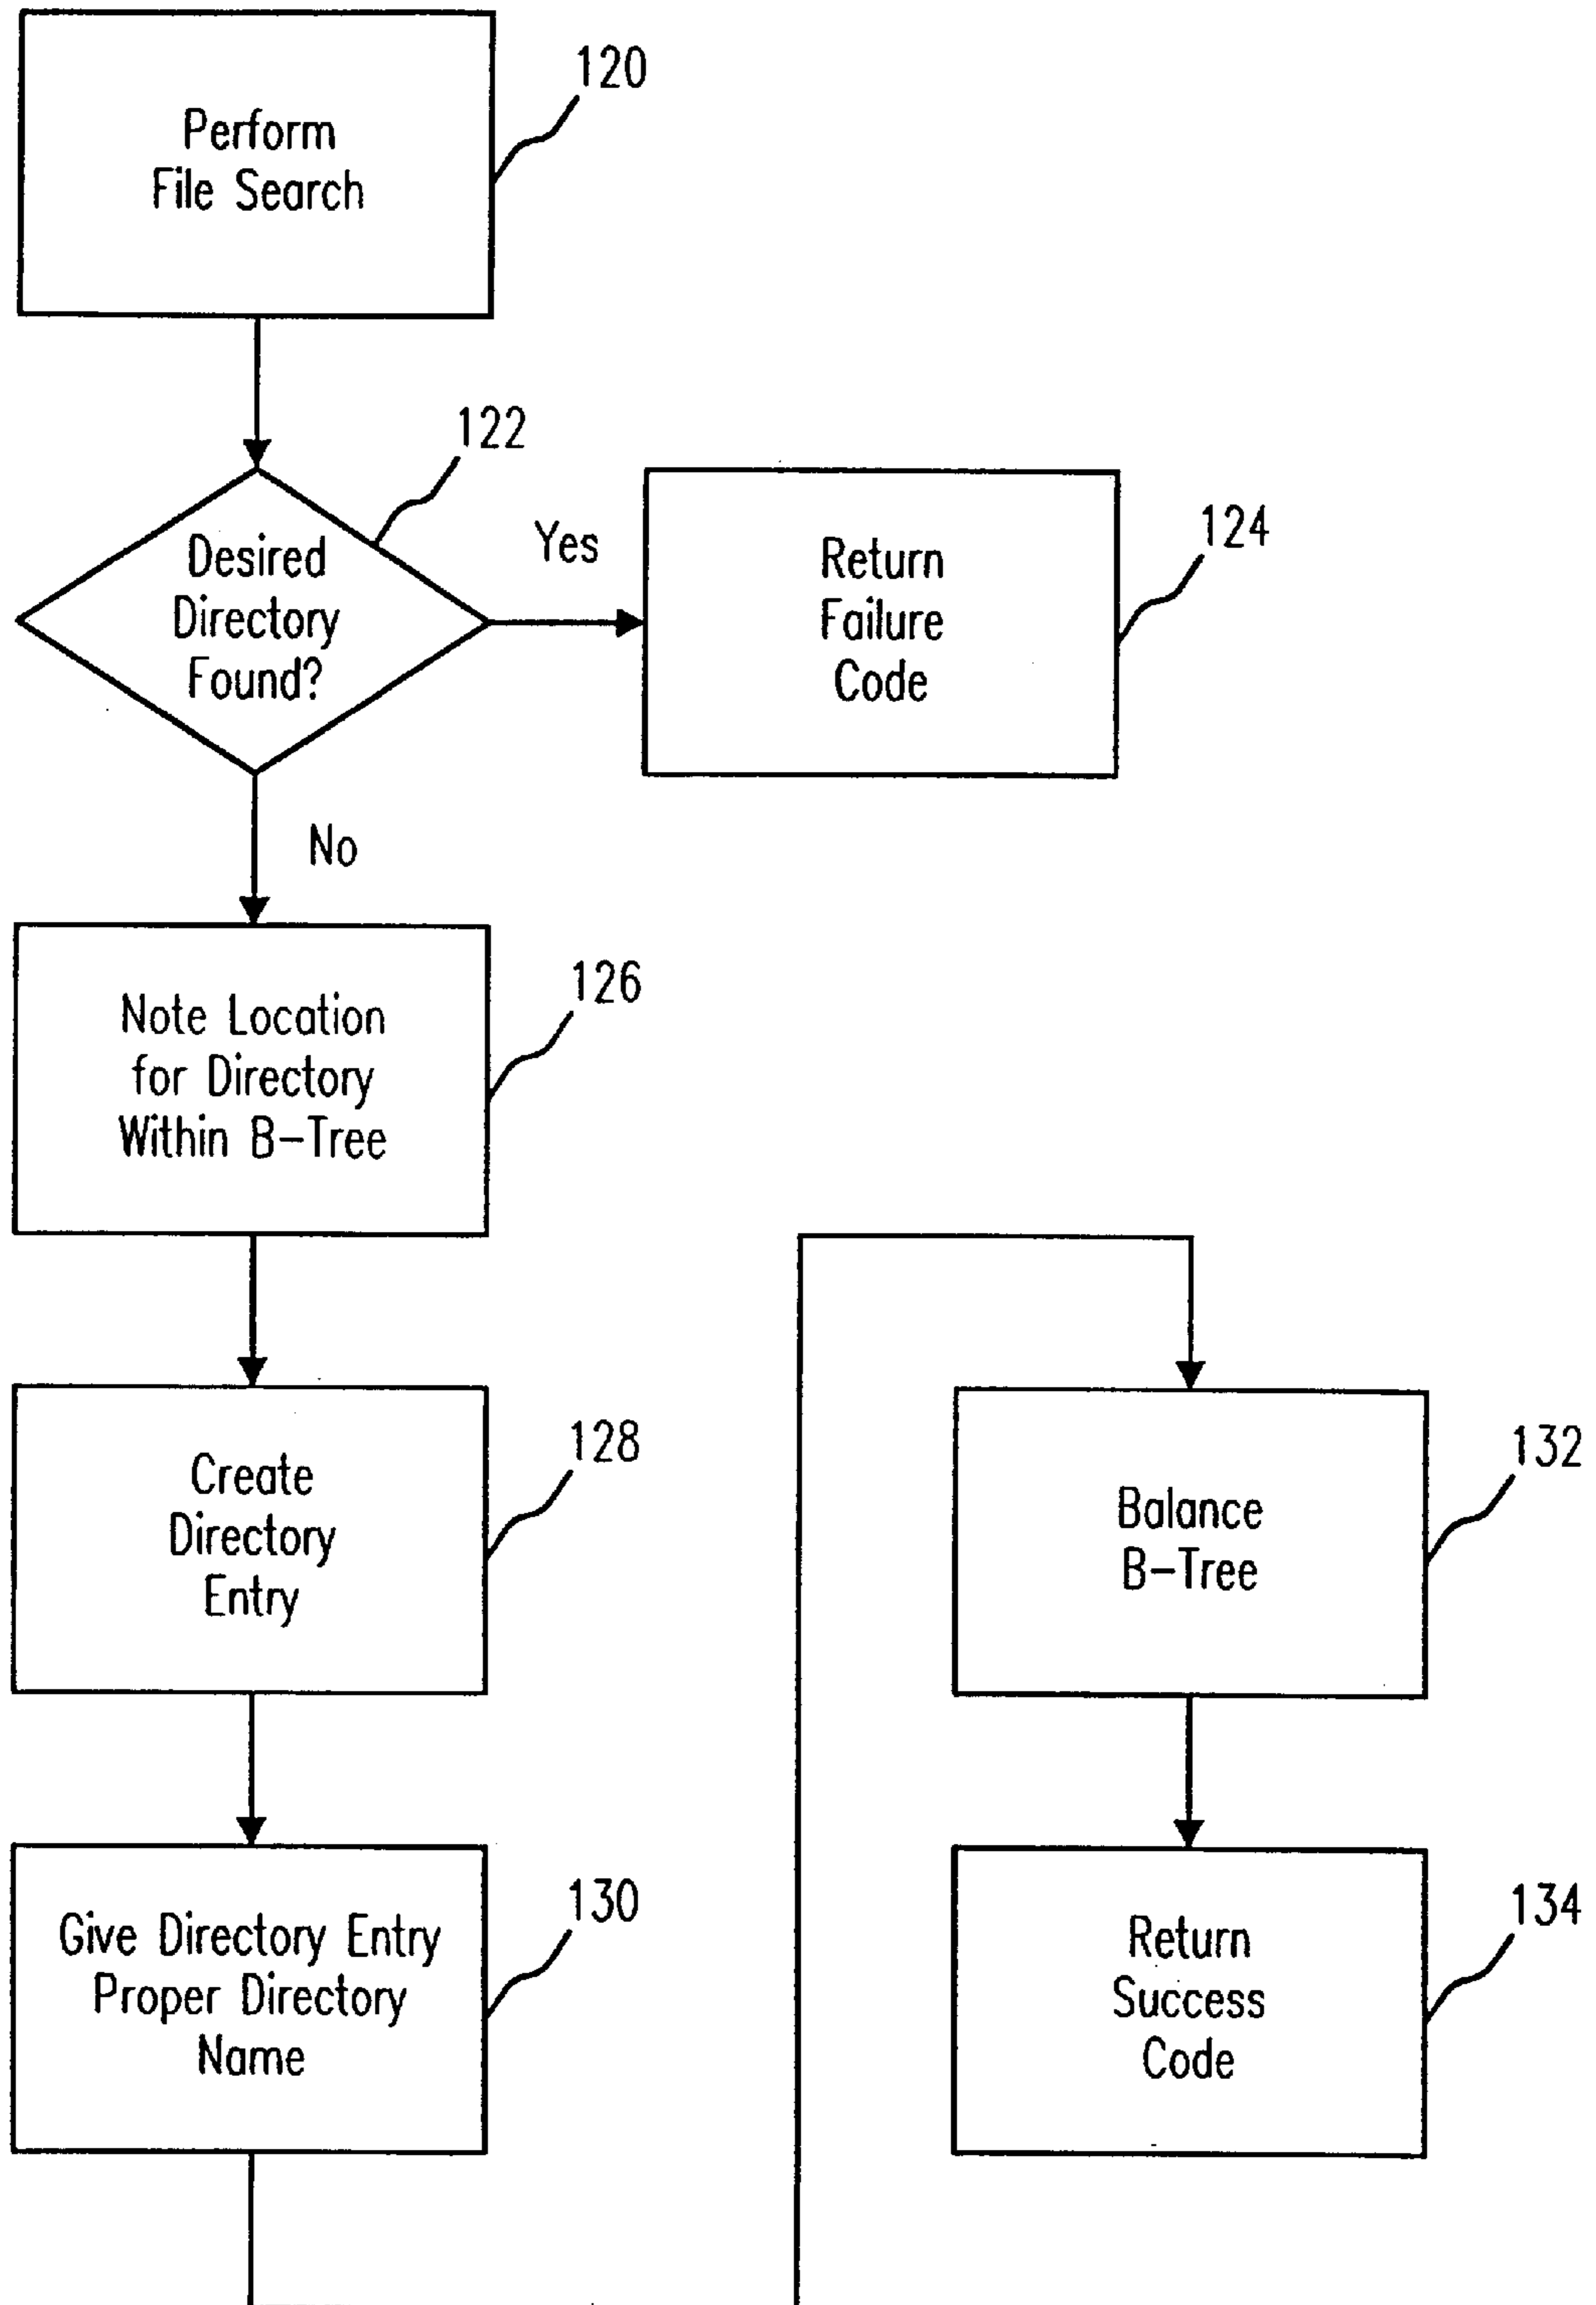 120
Perform
File Search
122
Desired
Directory
Found?
Yes
124
Return
Failure
Code
No
126
Note Location
for Directory
Within B-Tree
128
Create
Directory
Entry
130
Give Directory Entry
Proper Directory
Name
132
Balance
B-Tree
134
Return
Success
Code